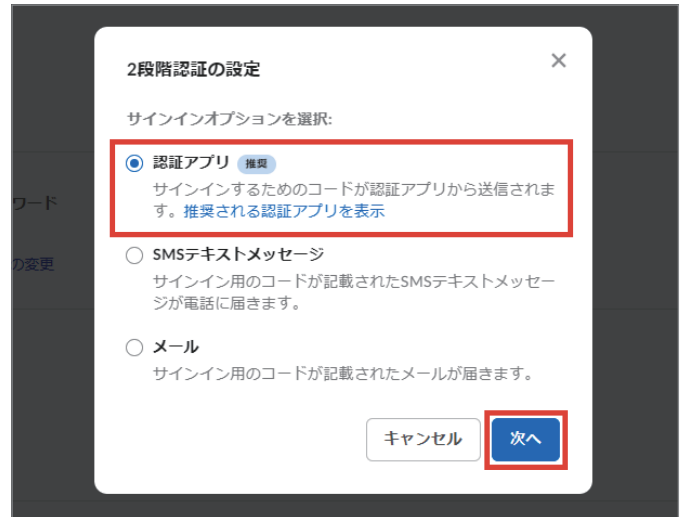 2段階認証の設定
サインインオプションを選択:
認証アプリ 推奨
サインインするためのコードが認証アプリから送信されま
す。推奨される認証アプリを表示
ワード
SMSテキストメッセージ
の変更
サインイン用のコードが記載されたSMSテキストメッセー
ジが電話に届きます。
メール
サインイン用のコードが記載されたメールが届きます。
キャンセル
次へ